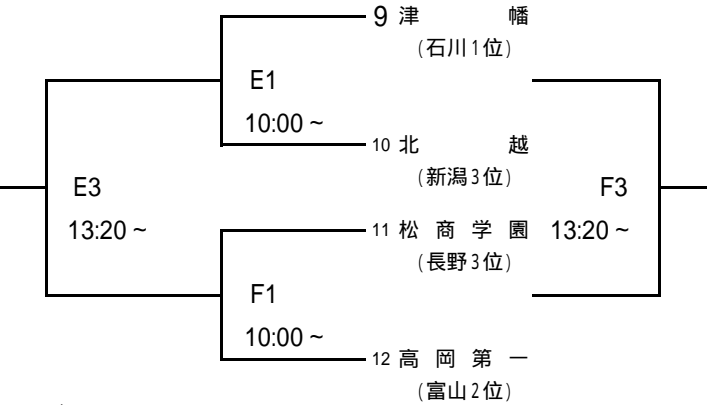 9 津幡
(石川1位)
E1
10:00 ~
10 北越
(新潟3位)
E3
F3
13:20 ~
11 松商学園
13:20 ~
(長野3位)
F1
10:00 ~
12 高岡第一
(富山2位)